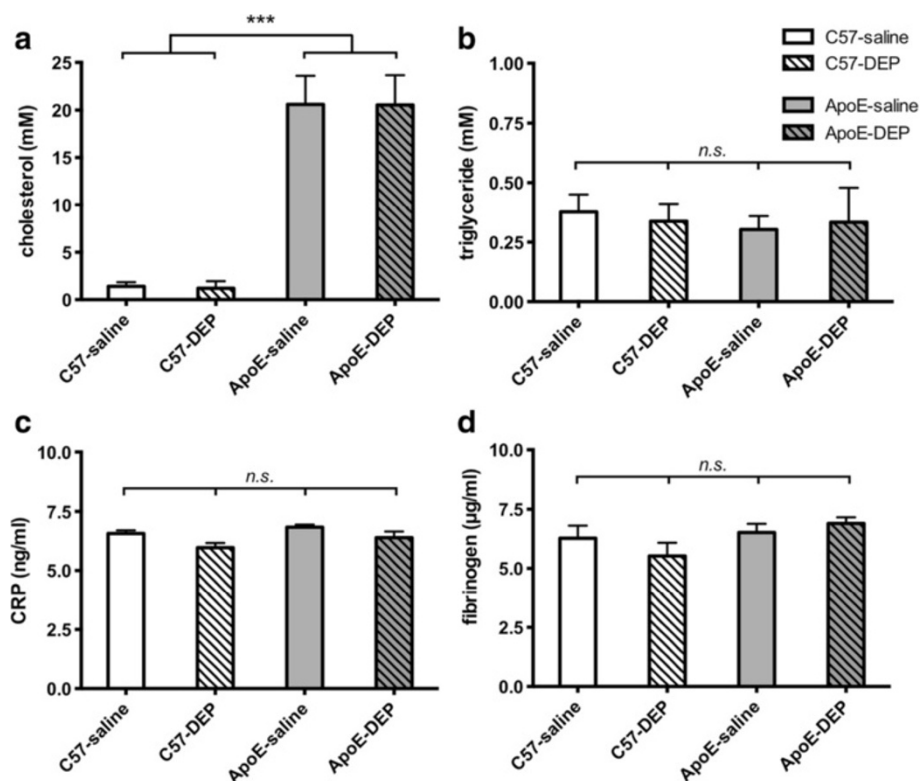 a
***
cholesterol (mM)
25
20
15
10
5
0
C57-saline
C57-DEP
ApoE-saline
ApoE-DEP
b
C57-saline
C57-DEP
ApoE-saline
ApoE-DEP
triglyceride (mM)
1.00
0.75
0.50
0.25
0.00
n.s.
C57-saline
C57-DEP
ApoE-saline
ApoE-DEP
c
CRP (ng/ml)
10.0
7.5
5.0
2.5
0.0
n.s.
C57-saline
C57-DEP
ApoE-saline
ApoE-DEP
d
fibrinogen (µg/ml)
10.0
7.5
5.0
2.5
0.0
n.s.
C57-saline
C57-DEP
ApoE-saline
ApoE-DEP